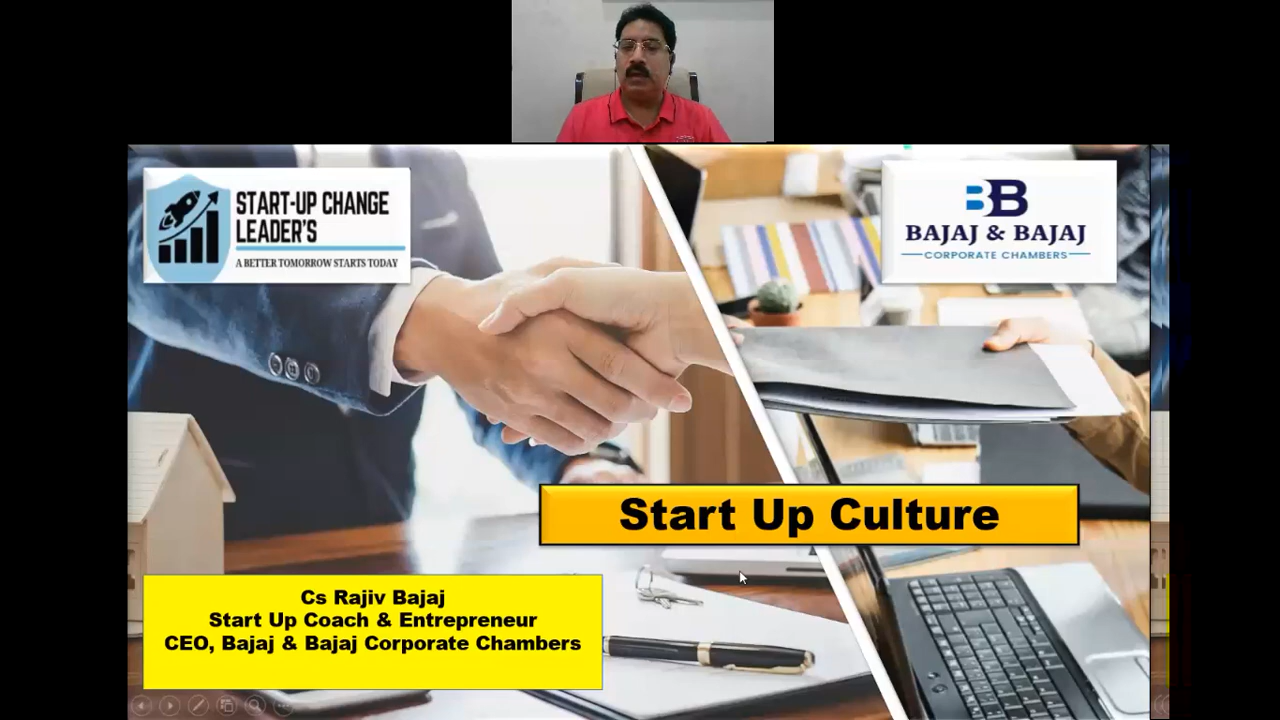 START-UP CHANGE
LEADER'S
A BETTER TOMORROW STARTS TODAY
BB
BAJAJ & BAJAJ
CORPORATE CHAMBERS
Start Up Culture
Cs Rajiv Bajaj
Start Up Coach & Entrepreneur
CEO, Bajaj & Bajaj Corporate Chambers